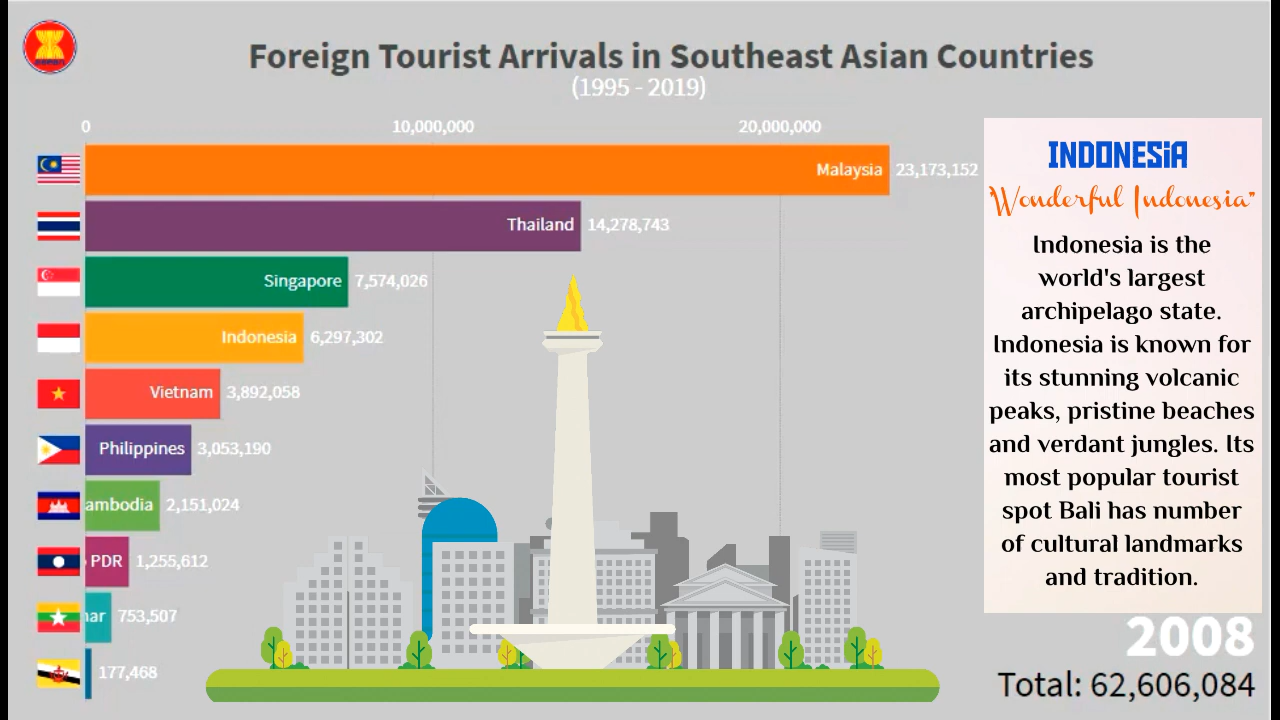 Foreign Tourist Arrivals in Southeast Asian Countries
(1995 - 2019)
0 10,000,000 20,000,000
Malaysia 23,173,152
Thailand 14,278,743
Singapore 7,574,026
Indonesia 6,297,302
Vietnam 3,892,058
Philippines 3,053,190
ambodia 2,151,024
PDR 1,255,612
nar 753,507
177,468
INDONESiA
"Wonderful Indonesia"
Indonesia is the
world's largest
archipelago state.
Indonesia is known for
its stunning volcanic
peaks, pristine beaches
and verdant jungles. Its
most popular tourist
spot Bali has number
of cultural landmarks
and tradition.
2008
Total: 62,606,084